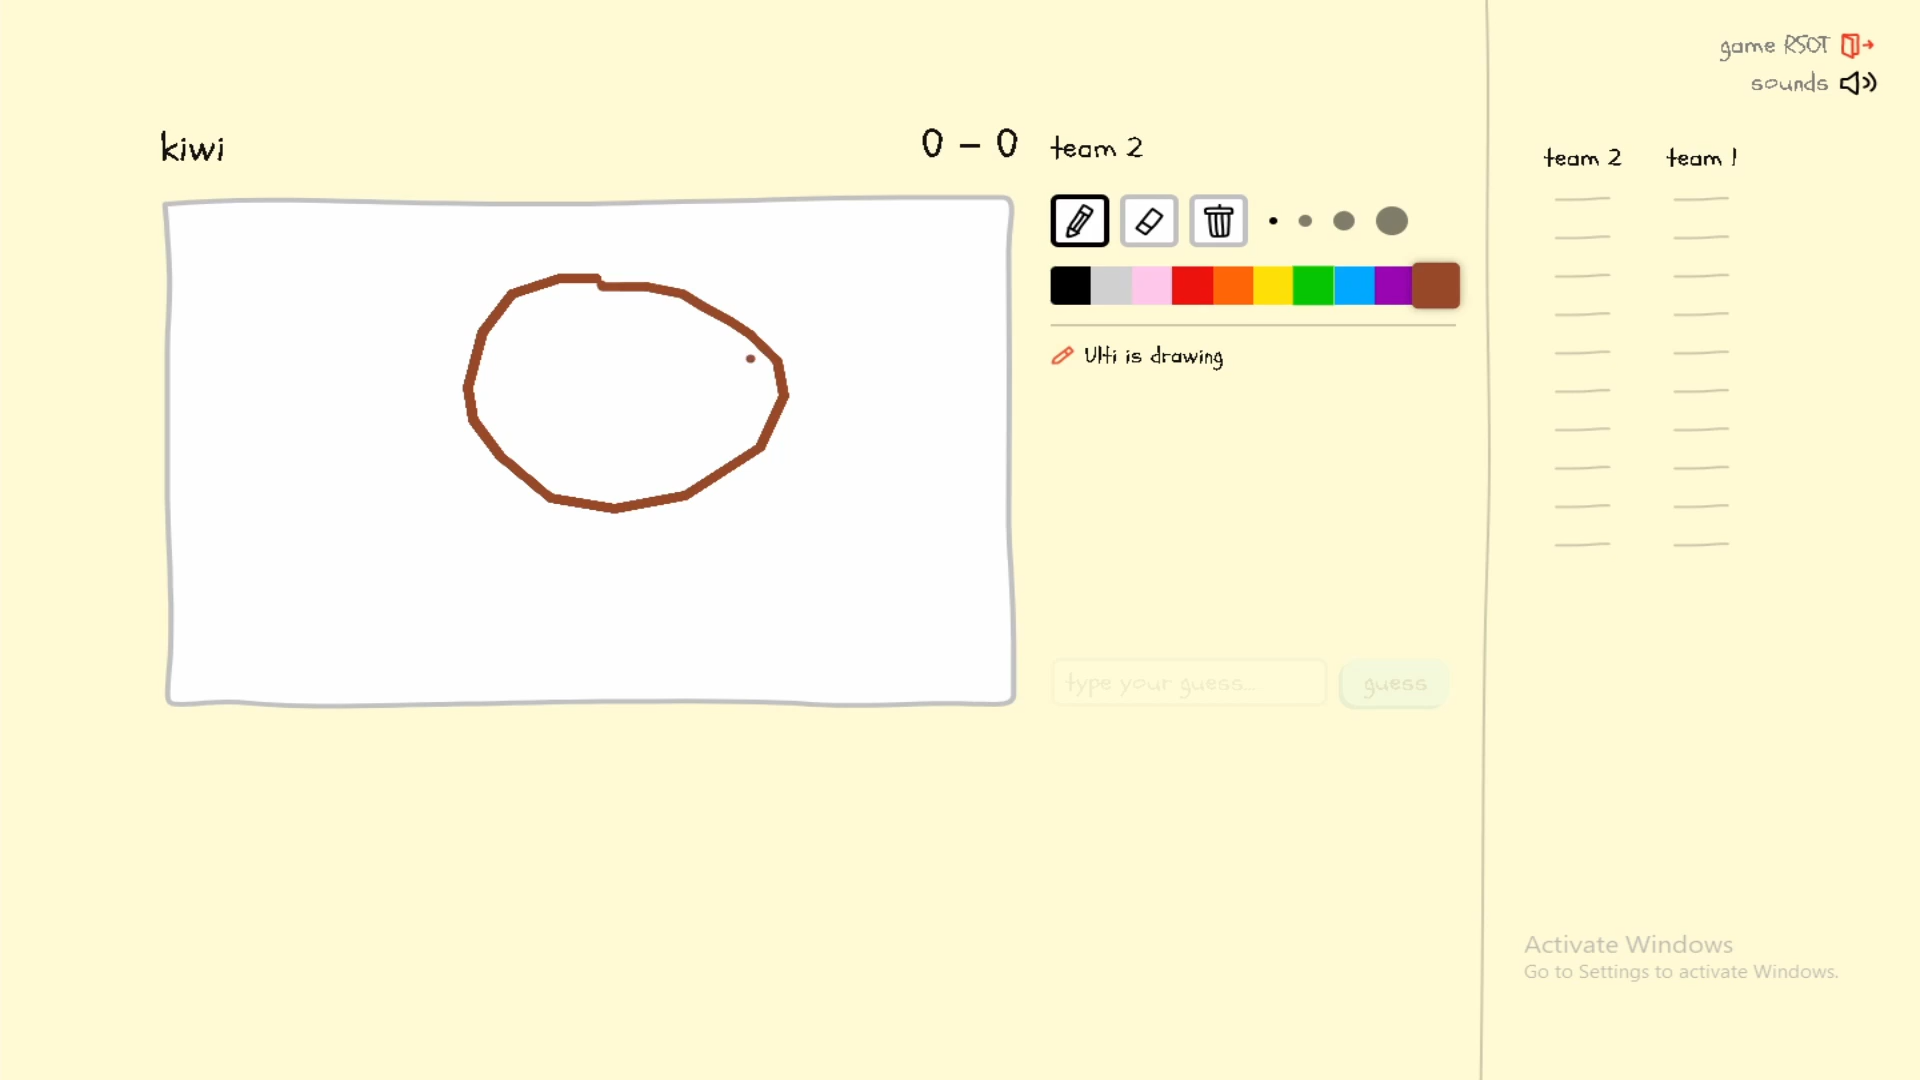 game RSOT
sounds
kiwi
0 - 0
team 2
team 2
team 1
Ulti is drawing
type your guess...
guess
Activate Windows
Go to Settings to activate Windows.